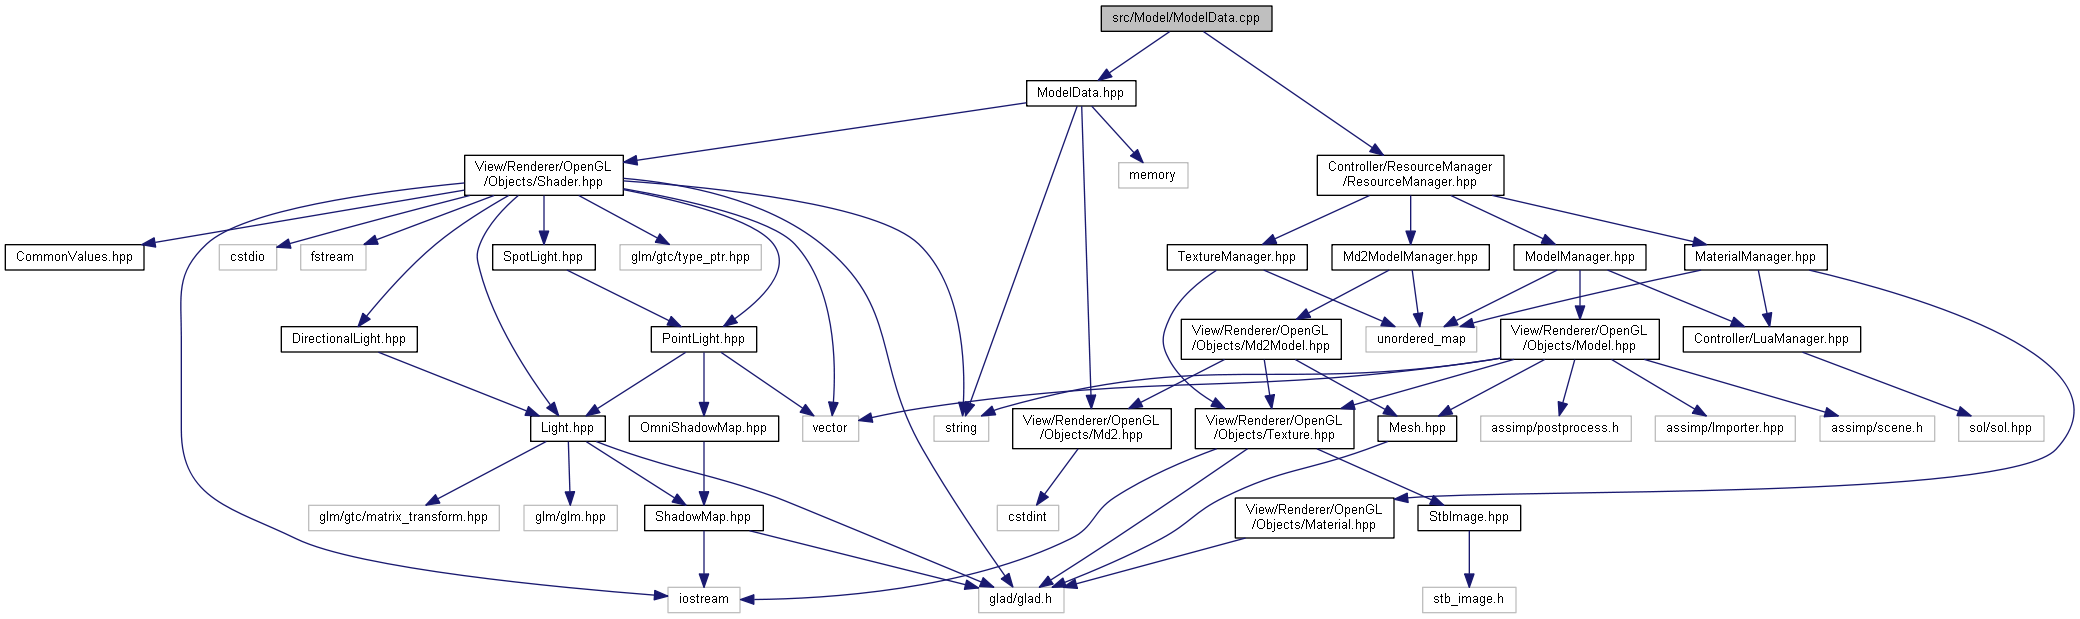 src/Model/ModelData.cpp
ModelData.hpp
View/Renderer/OpenGL
/Objects/Shader.hpp
memory
Controller/ResourceManager
/ResourceManager.hpp
CommonValues.hpp
cstdio
fstream
SpotLight.hpp
glm/gtc/type_ptr.hpp
TextureManager.hpp
Md2ModelManager.hpp
ModelManager.hpp
MaterialManager.hpp
DirectionalLight.hpp
PointLight.hpp
View/Renderer/OpenGL
/Objects/Md2Model.hpp
unordered_map
View/Renderer/OpenGL
/Objects/Model.hpp
Controller/LuaManager.hpp
Light.hpp
OmniShadowMap.hpp
vector
string
View/Renderer/OpenGL
/Objects/Md2.hpp
View/Renderer/OpenGL
/Objects/Texture.hpp
Mesh.hpp
assimp/postprocess.h
assimp/Importer.hpp
assimp/scene.h
sol/sol.hpp
glm/gtc/matrix_transform.hpp
glm/glm.hpp
ShadowMap.hpp
cstdint
View/Renderer/OpenGL
/Objects/Material.hpp
StbImage.hpp
iostream
glad/glad.h
stb_image.h